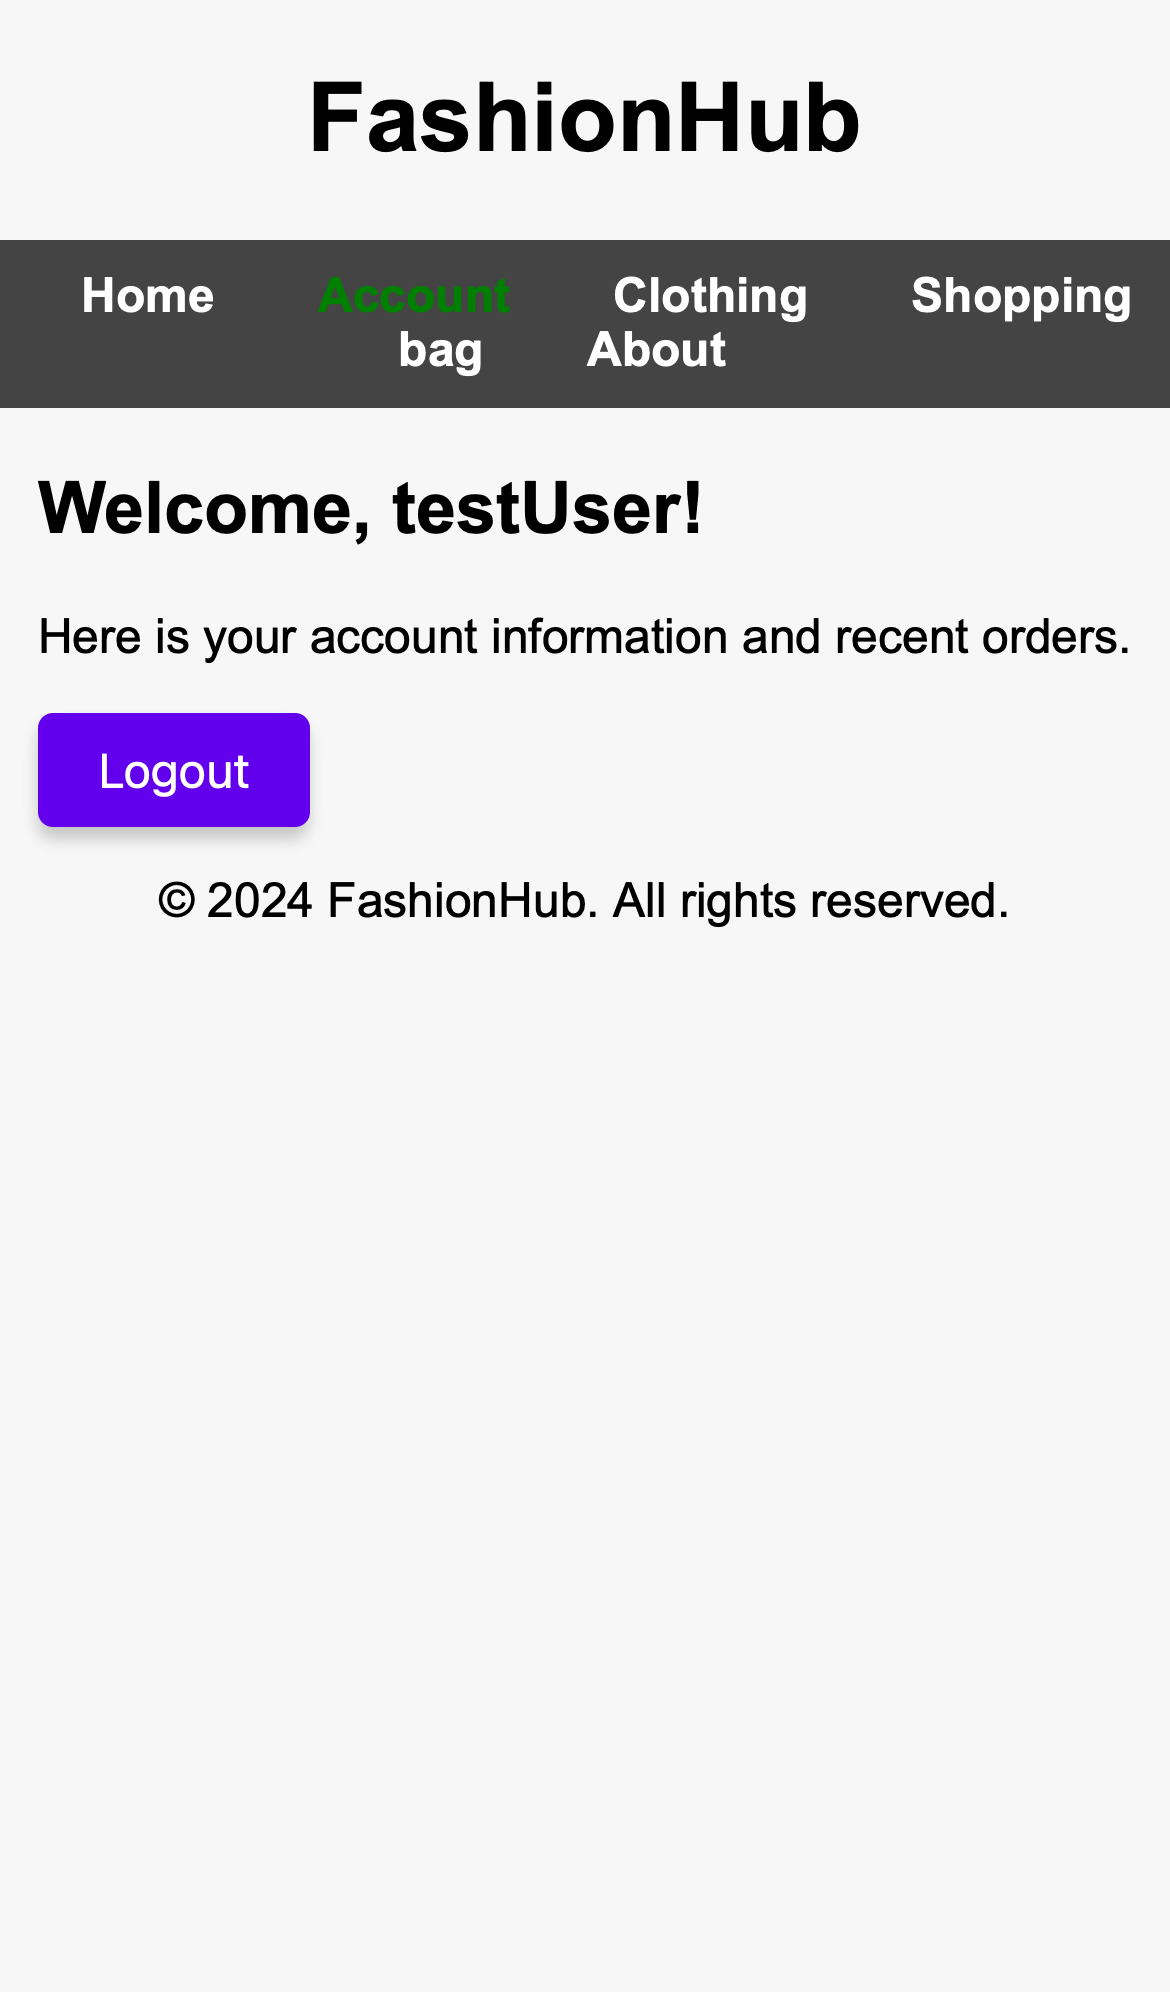 FashionHub
Home Account Clothing Shopping
bag About
Welcome, testUser!
Here is your account information and recent orders.
Logout
© 2024 FashionHub. All rights reserved.